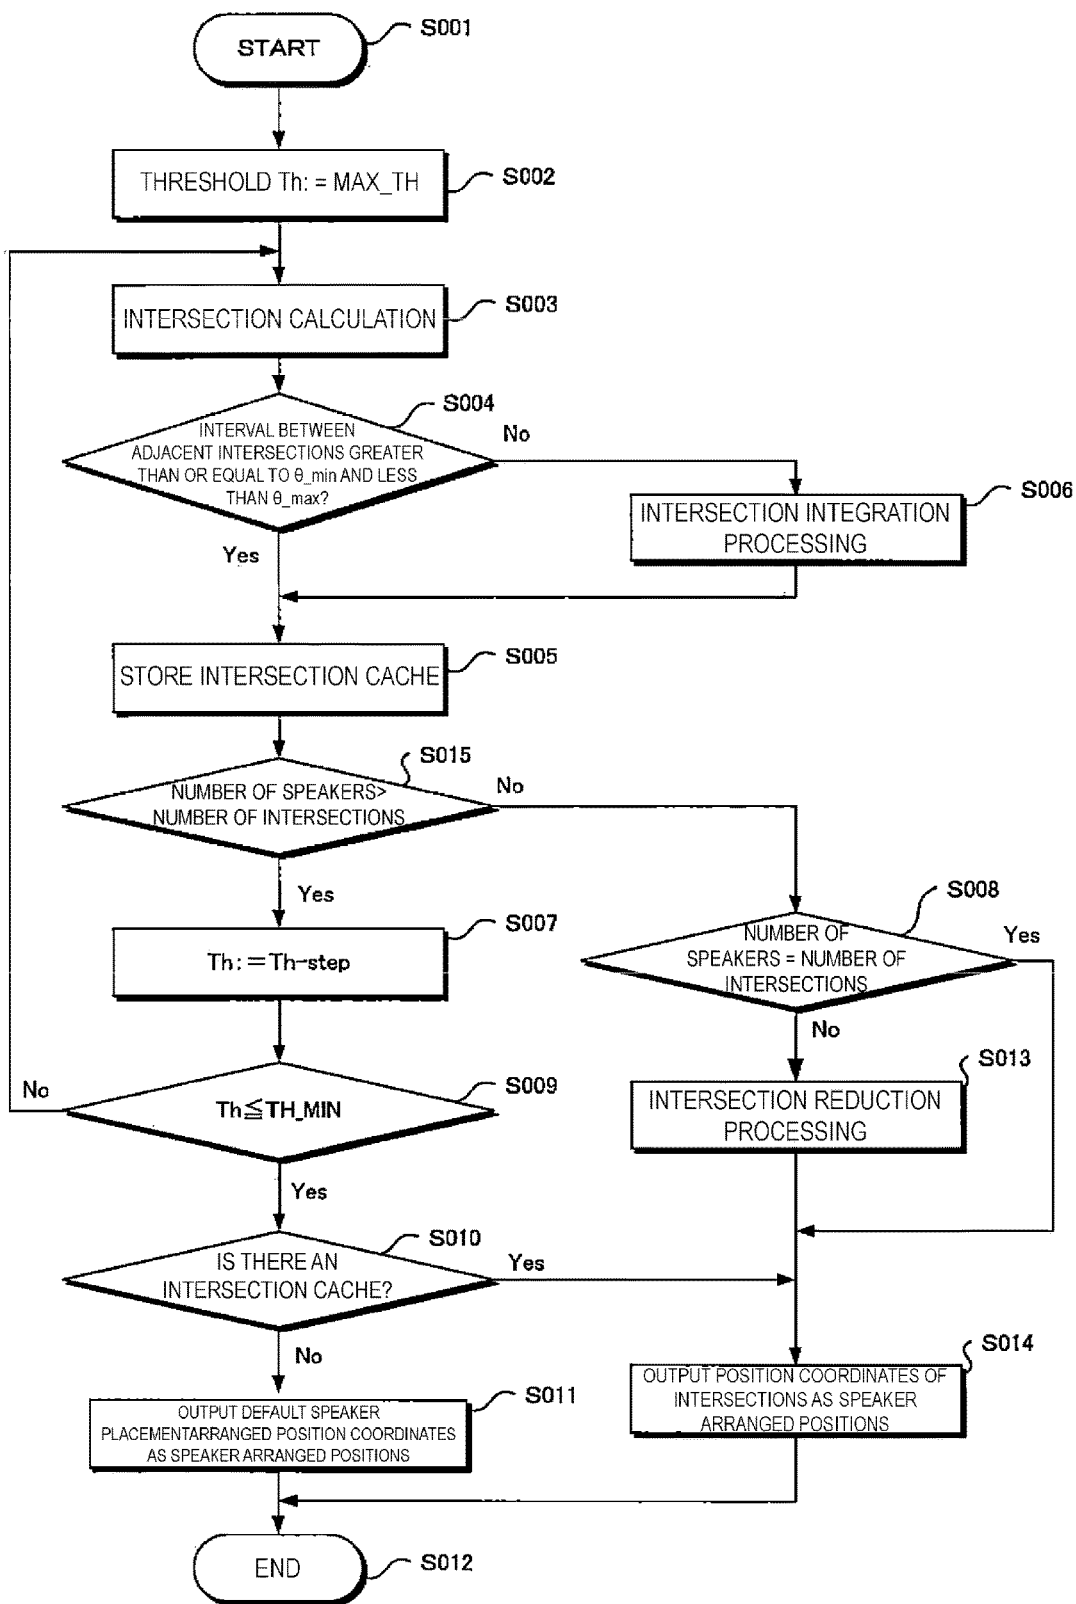 START
S001
THRESHOLD Th: = MAX_TH
S002
INTERSECTION CALCULATION
S003
S004
INTERVAL BETWEEN
ADJACENT INTERSECTIONS GREATER
THAN OR EQUAL TO θ_min AND LESS
THAN θ_max?
No
Yes
INTERSECTION INTEGRATION
PROCESSING
S006
STORE INTERSECTION CACHE
S005
S015
NUMBER OF SPEAKERS>
NUMBER OF INTERSECTIONS
No
Yes
S007
Th: =Th-step
S008
NUMBER OF
SPEAKERS = NUMBER OF
INTERSECTIONS
Yes
No
S009
Th≦TH_MIN
No
Yes
S013
INTERSECTION REDUCTION
PROCESSING
S010
IS THERE AN
INTERSECTION CACHE?
Yes
No
S011
OUTPUT DEFAULT SPEAKER
PLACEMENTARRANGED POSITION COORDINATES
AS SPEAKER ARRANGED POSITIONS
S014
OUTPUT POSITION COORDINATES OF
INTERSECTIONS AS SPEAKER
ARRANGED POSITIONS
END
S012